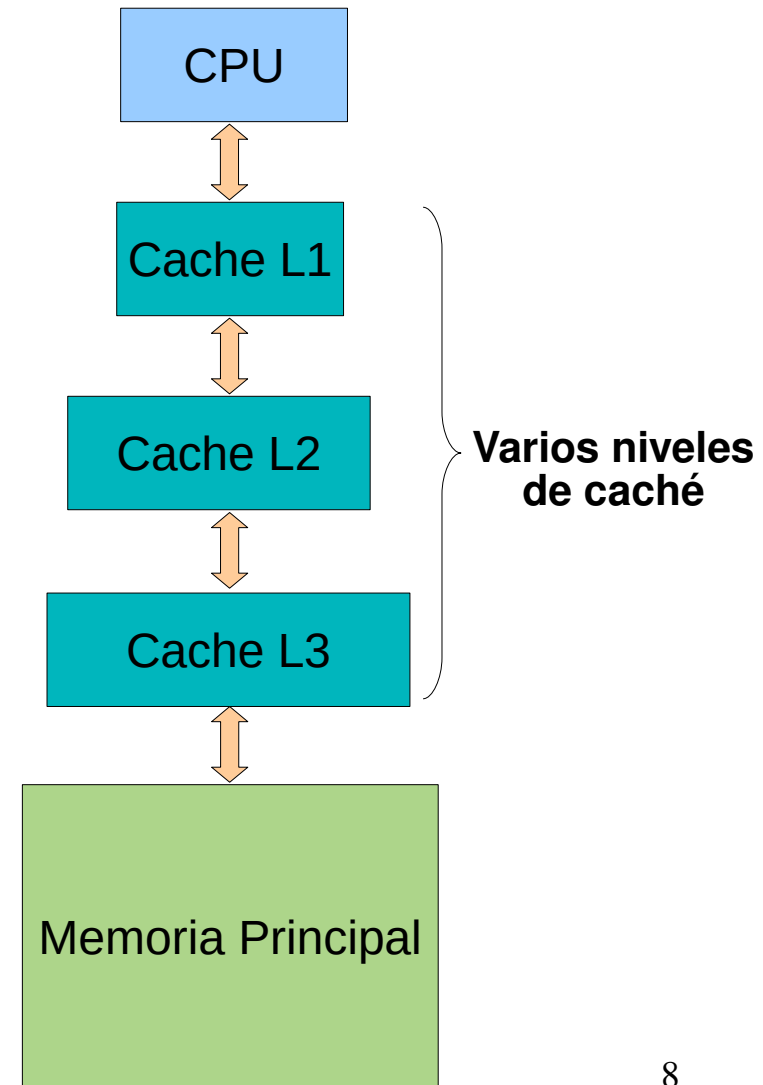 CPU
Cache L1
Cache L2
Varios niveles
de caché
Cache L3
Memoria Principal
8